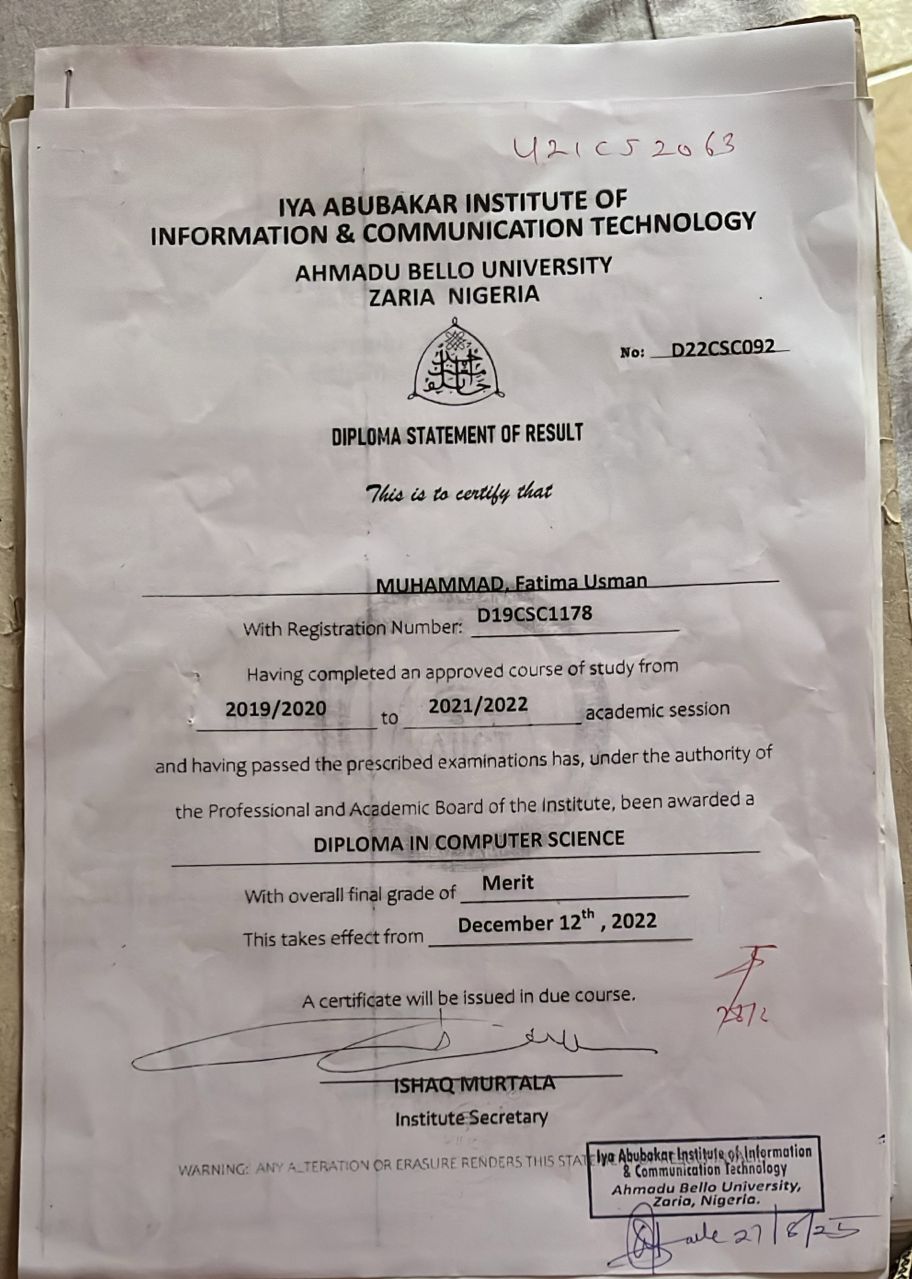 U21CS2063
IYA ABUBAKAR INSTITUTE OF
INFORMATION & COMMUNICATION TECHNOLOGY
AHMADU BELLO UNIVERSITY
ZARIA NIGERIA
No: D22CSC092
DIPLOMA STATEMENT OF RESULT
This is to certify that
MUHAMMAD, Fatima Usman
With Registration Number: D19CSC1178
Having completed an approved course of study from
2019/2020 to 2021/2022 academic session
and having passed the prescribed examinations has, under the authority of
the Professional and Academic Board of the Institute, been awarded a
DIPLOMA IN COMPUTER SCIENCE
With overall final grade of Merit
This takes effect from December 12th, 2022
A certificate will be issued in due course.
ISHAQ MURTALA
Institute Secretary
WARNING: ANY ALTERATION OR ERASURE RENDERS THIS
Iya Abubakar Institute of Information
& Communication Technology
Ahmadu Bello University,
Zaria, Nigeria.
27/8/25